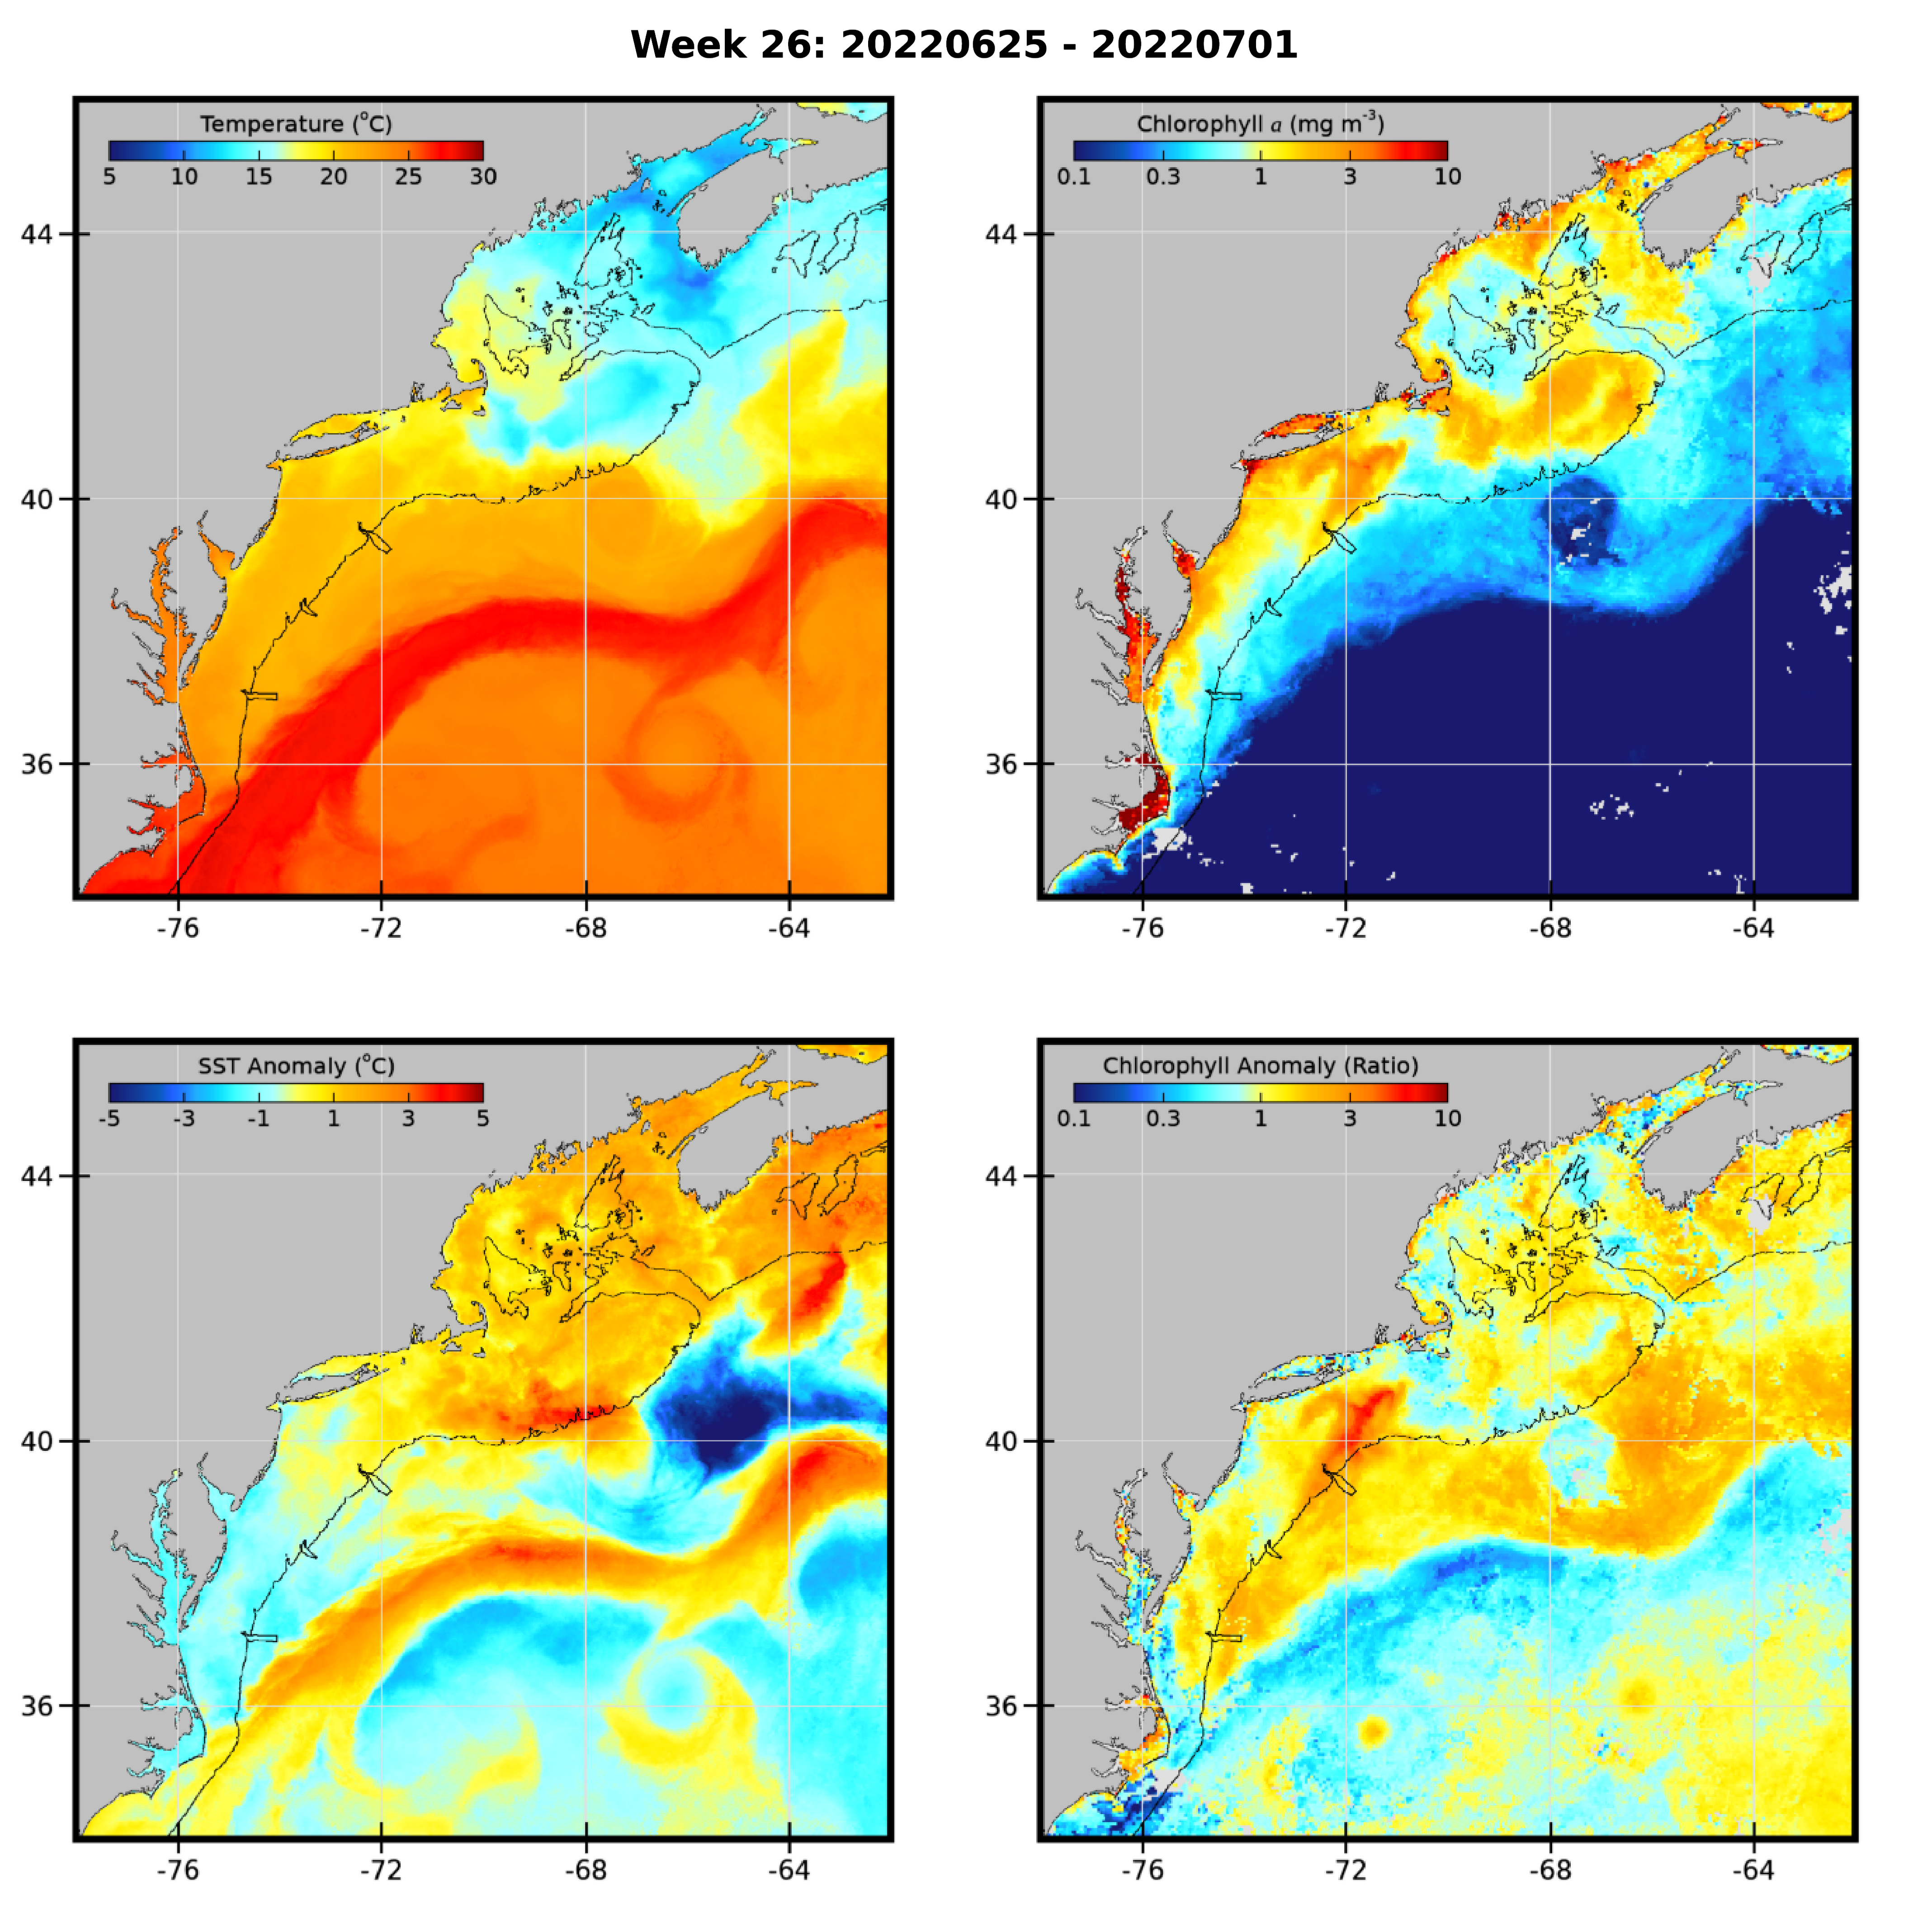 Week 26: 20220625 - 20220701
Temperature (°C)
5 10 15 20 25 30
44
40
36
-76 -72 -68 -64
Chlorophyll a (mg m⁻³)
0.1 0.3 1 3 10
44
40
36
-76 -72 -68 -64
SST Anomaly (°C)
-5 -3 -1 1 3 5
44
40
36
-76 -72 -68 -64
Chlorophyll Anomaly (Ratio)
0.1 0.3 1 3 10
44
40
36
-76 -72 -68 -64